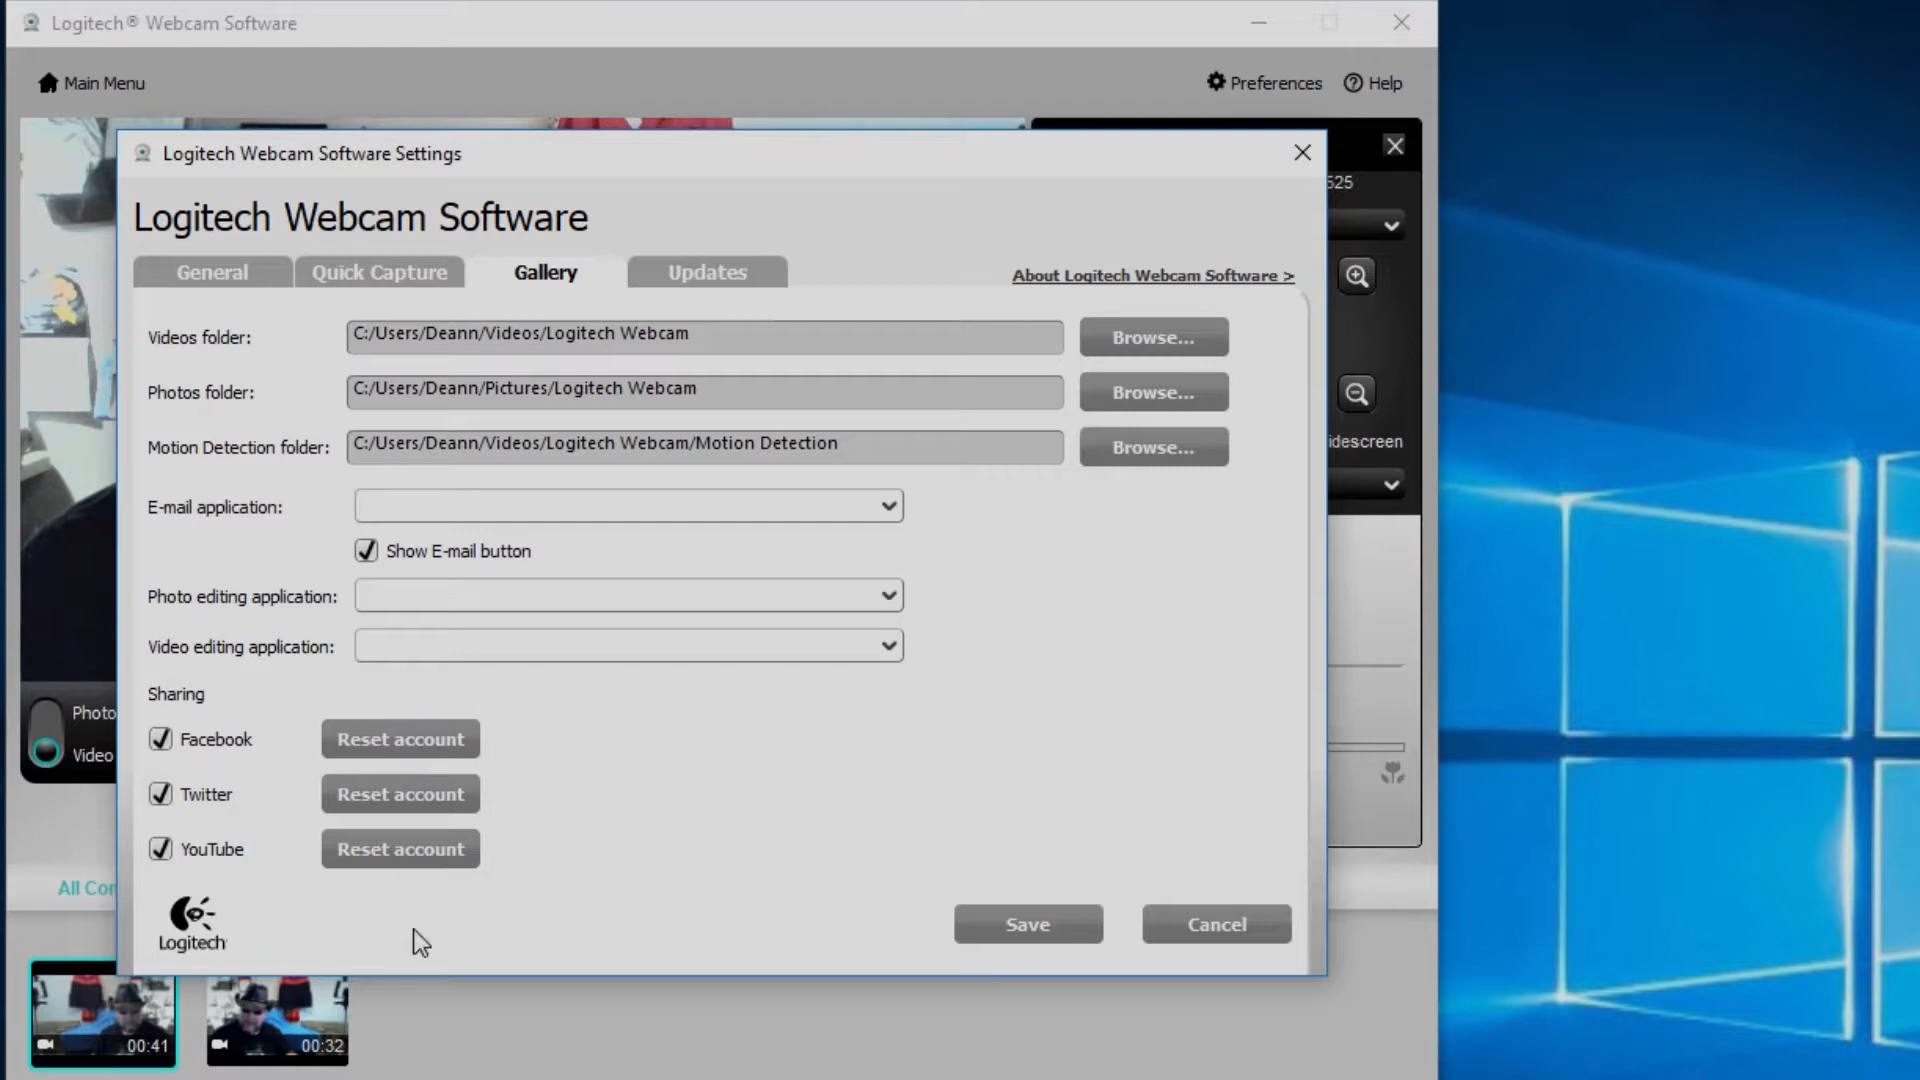 Logitech® Webcam Software
Main Menu
Preferences
Help
Logitech Webcam Software Settings
Logitech Webcam Software
General
Quick Capture
Gallery
Updates
About Logitech Webcam Software >
Videos folder:
C:/Users/Deann/Videos/Logitech Webcam
Browse...
Photos folder:
C:/Users/Deann/Pictures/Logitech Webcam
Browse...
Motion Detection folder:
C:/Users/Deann/Videos/Logitech Webcam/Motion Detection
Browse...
E-mail application:
Show E-mail button
Photo editing application:
Video editing application:
Sharing
Facebook
Reset account
Twitter
Reset account
YouTube
Reset account
Logitech
Save
Cancel
525
idescreen
Photo
Video
All Con
00:41
00:32